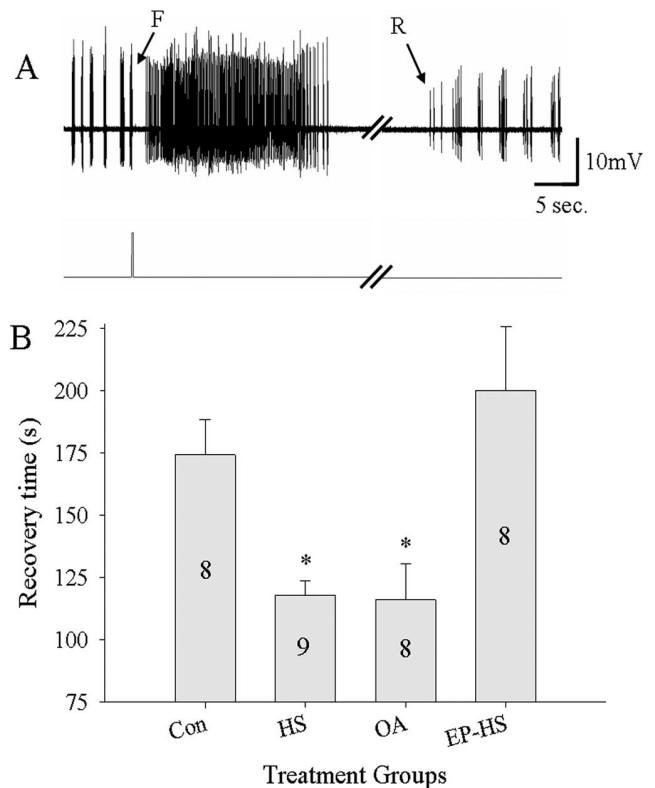 A
F
R
10mV
5 sec.
B
Recovery time (s)
225
200
175
150
125
100
75
8
*
9
*
8
8
Con
HS
OA
EP-HS
Treatment Groups